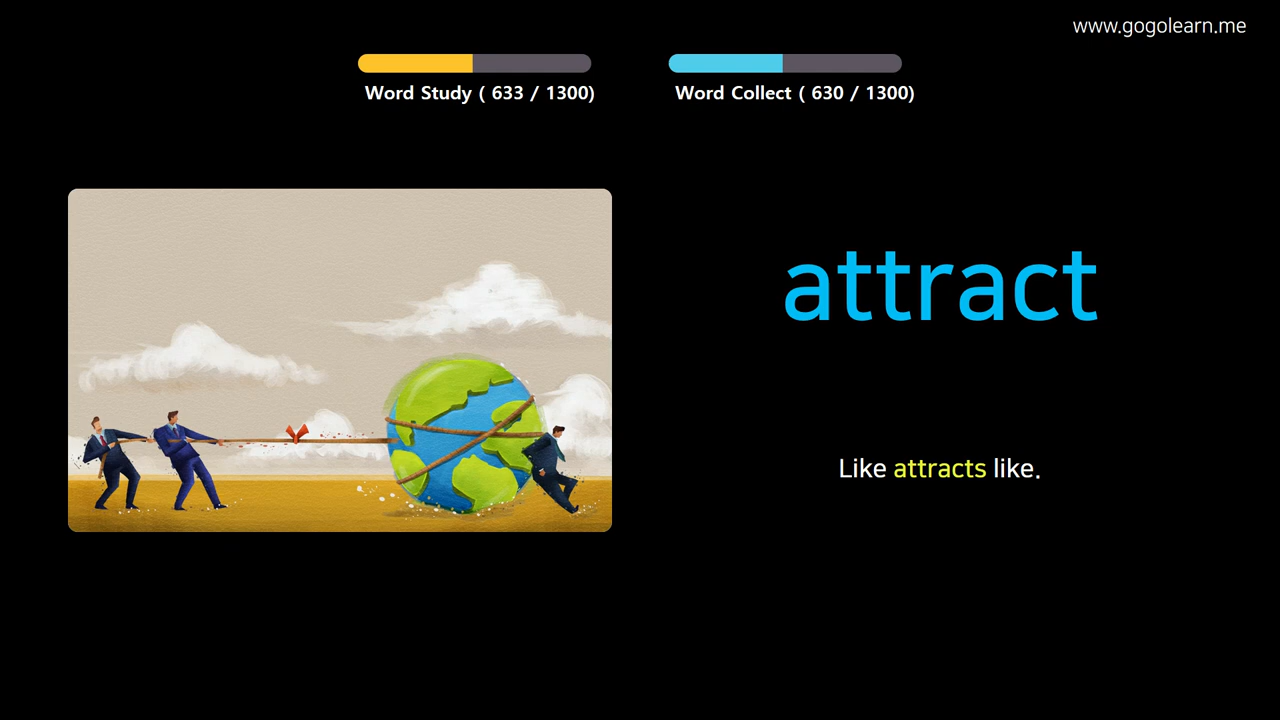 www.gogolearn.me
Word Study ( 633 / 1300)
Word Collect ( 630 / 1300)
attract
Like attracts like.